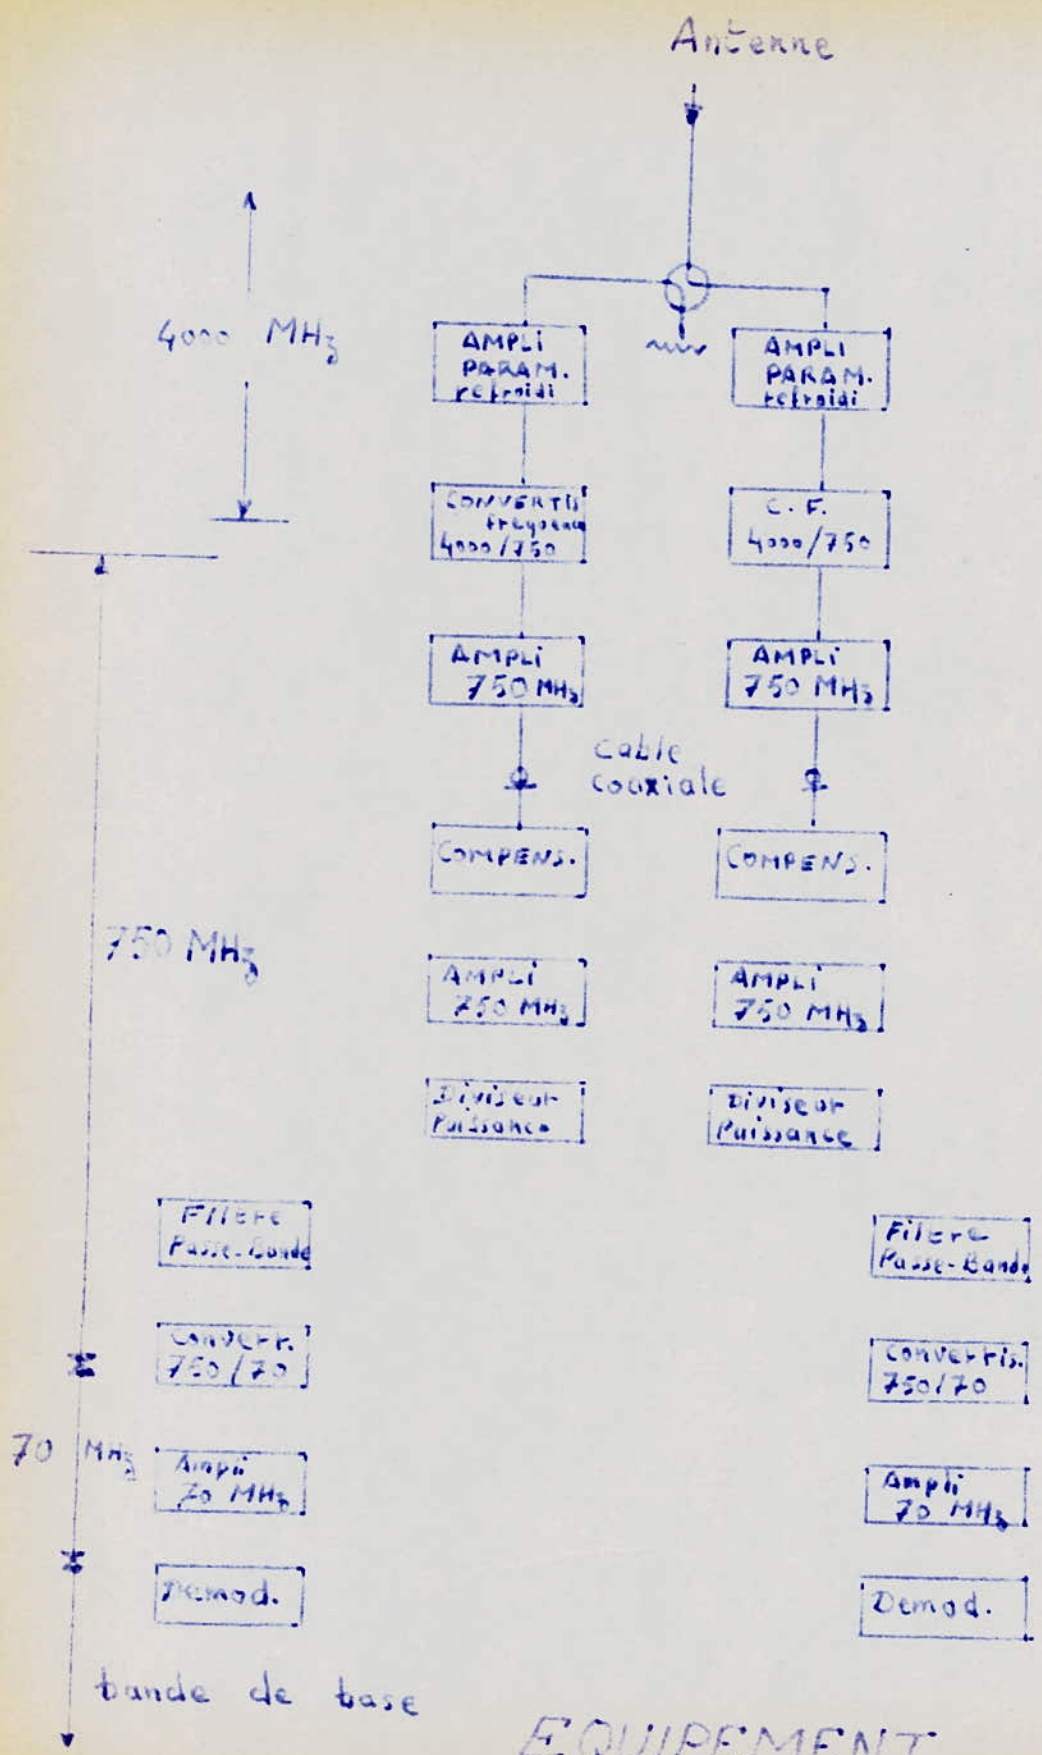 Antenne
4000 MHz
AMPLI
PARAM.
refroidi
AMPLI
PARAM.
refroidi
CONVERTIS
frequence
4000/750
C. F.
4000/750
AMPLI
750 MHz
AMPLI
750 MHz
cable
coaxiale
COMPENS.
COMPENS.
750 MHz
AMPLI
750 MHz
AMPLI
750 MHz
Diviseur
Puissance
Diviseur
Puissance
Filtre
Passe-Bande
Filtre
Passe-Bande
Convert.
750/70
Convertis.
750/70
70 MHz
Ampli
70 MHz
Ampli
70 MHz
Demod.
Demod.
bande de base
EQUIPEMENT